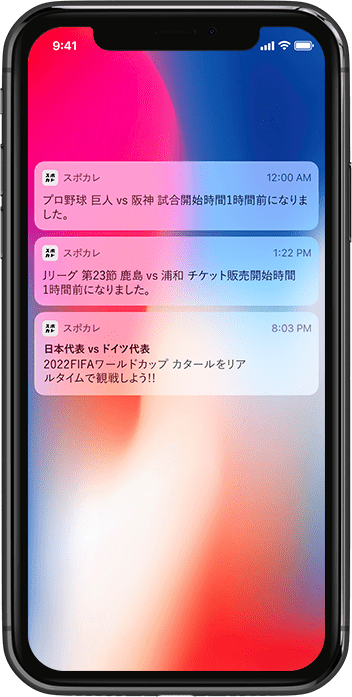 9:41
スポカレ
スポカレ 12:00 AM
プロ野球 巨人 vs 阪神 試合開始時間1時間前になりま
した。
スポカレ
スポカレ 1:22 PM
Jリーグ 第23節 鹿島 vs 浦和 チケット販売開始時間
1時間前になりました。
スポカレ
スポカレ 8:03 PM
日本代表 vs ドイツ代表
2022FIFAワールドカップ カタールをリア
ルタイムで観戦しよう!!